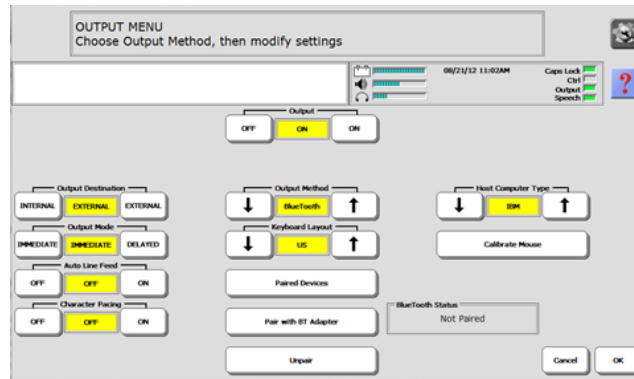 OUTPUT MENU
Choose Output Method, then modify settings
08/21/12 11:02AM
Caps Lock
Ctrl
Output
Speech
?
Output
OFF ON ON
Output Destination Output Method Host Computer Type
INTERNAL EXTERNAL EXTERNAL BlueTooth IBM
Output Mode Keyboard Layout
IMMEDIATE IMMEDIATE DELAYED US Calibrate Mouse
Auto Line Feed
OFF OFF ON Paired Devices
Character Pacing BlueTooth Status
OFF OFF ON Pair with BT Adapter Not Paired
Unpair Cancel OK